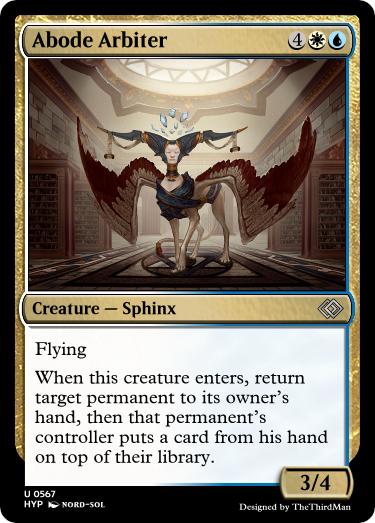 Abode Arbiter 4
Creature — Sphinx
Flying
When this creature enters, return
target permanent to its owner's
hand, then that permanent's
controller puts a card from his hand
on top of their library.
3/4
U 0567
HYP NORD-SOL
Designed by TheThirdMan